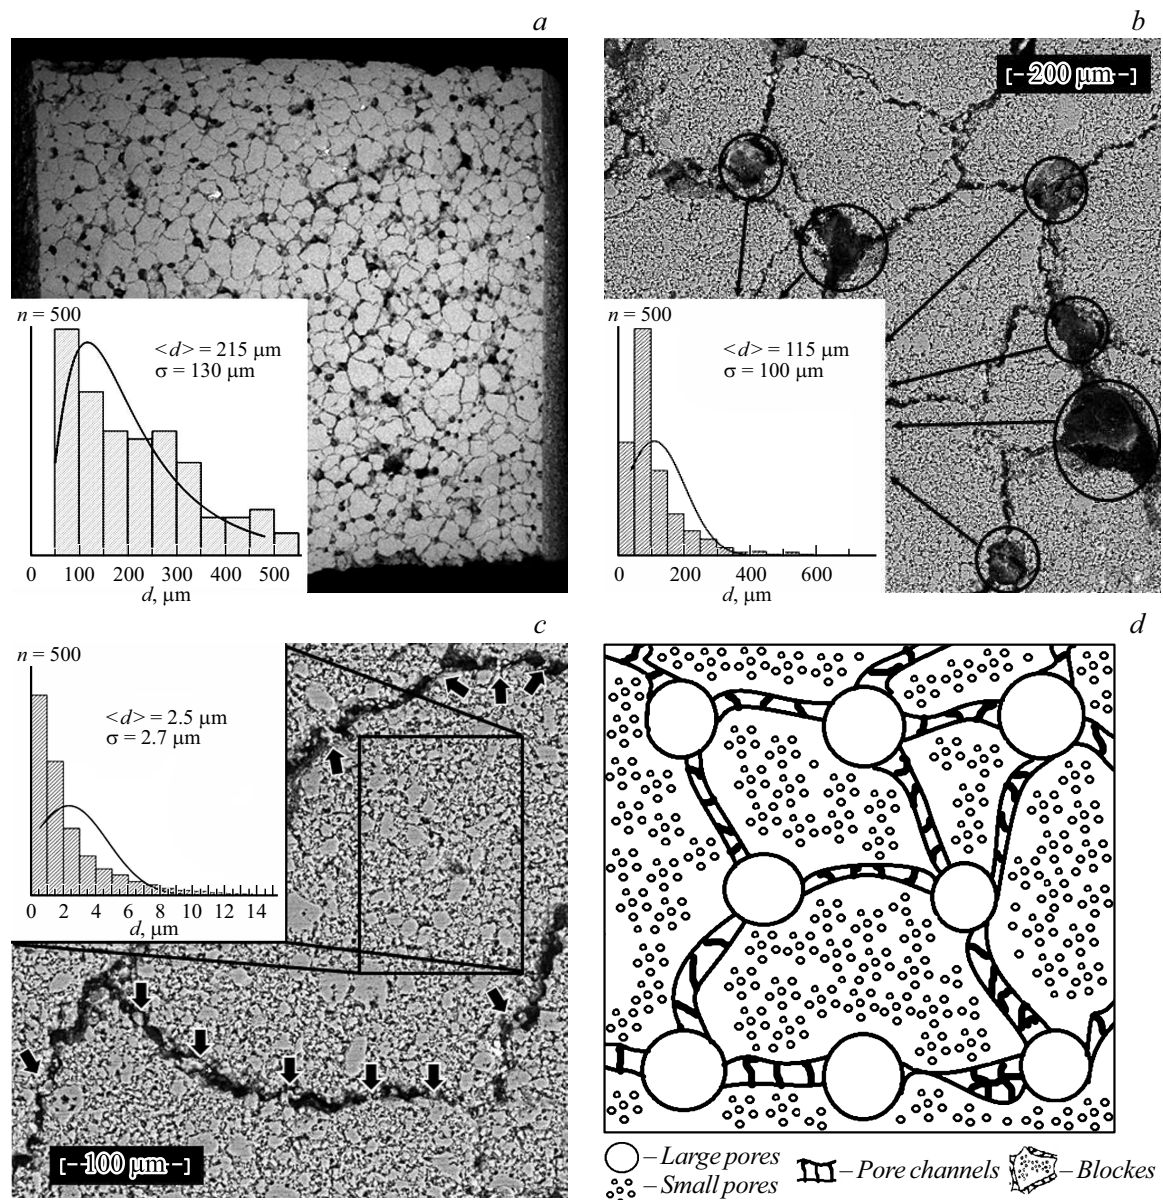 a
b
[- 200 µm -]
n = 500
<d> = 215 µm
σ = 130 µm
0 100 200 300 400 500
d, µm
n = 500
<d> = 115 µm
σ = 100 µm
0 200 400 600
d, µm
c
d
n = 500
<d> = 2.5 µm
σ = 2.7 µm
0 2 4 6 8 10 12 14
d, µm
[- 100 µm -]
– Large pores
– Small pores
– Pore channels
– Blockes